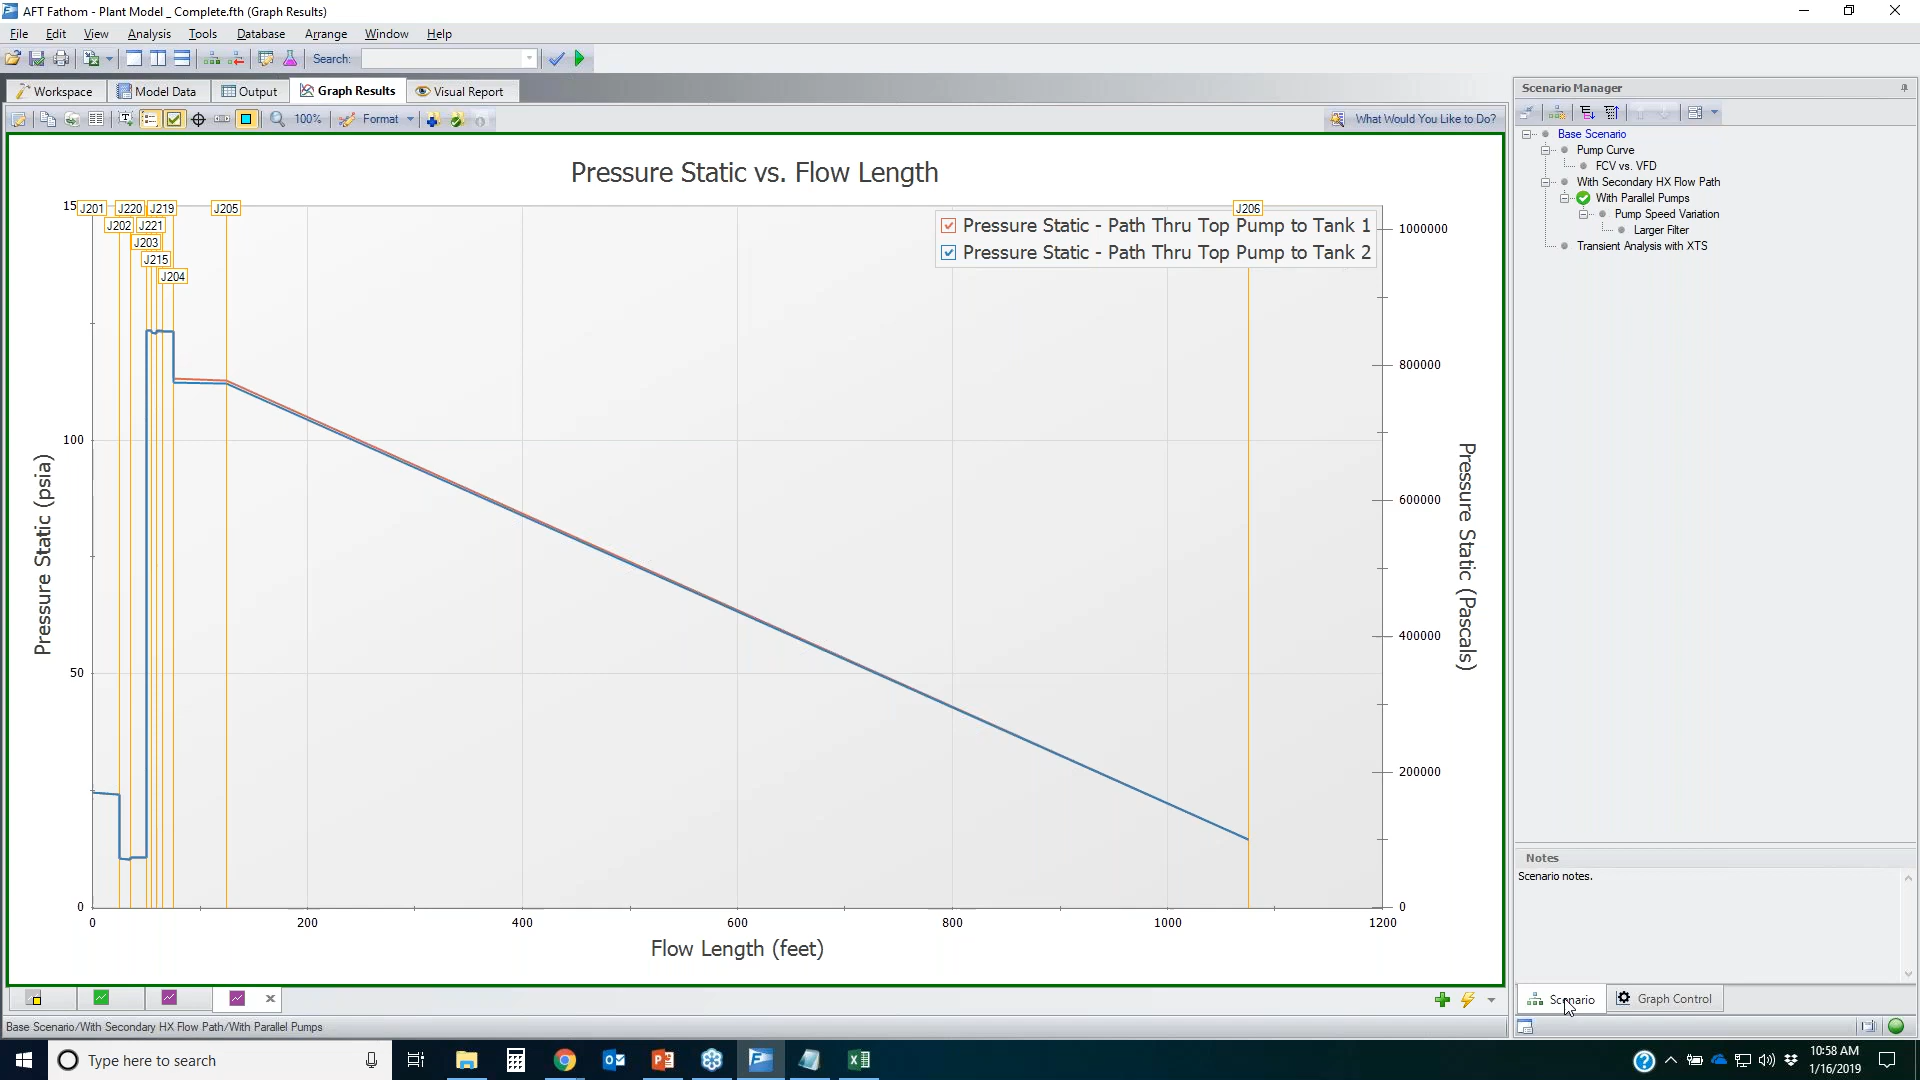 AFT Fathom - Plant Model _ Complete.fth (Graph Results)
File Edit View Analysis Tools Database Arrange Window Help
Search:
Workspace Model Data Output Graph Results Visual Report
100% Format What Would You Like to Do?
Pressure Static vs. Flow Length
150
J201 J220 J219 J205 J206
J202 J221
J203
J215
J204
Pressure Static - Path Thru Top Pump to Tank 1
Pressure Static - Path Thru Top Pump to Tank 2
1000000
800000
100
600000
400000
50
200000
0
0
Pressure Static (psia)
Pressure Static (Pascals)
0 200 400 600 800 1000 1200
Flow Length (feet)
Base Scenario/With Secondary HX Flow Path/With Parallel Pumps
Scenario Manager
Base Scenario
Pump Curve
FCV vs. VFD
With Secondary HX Flow Path
With Parallel Pumps
Pump Speed Variation
Larger Filter
Transient Analysis with XTS
Notes
Scenario notes.
Scenario Graph Control
Type here to search
10:58 AM
1/16/2019